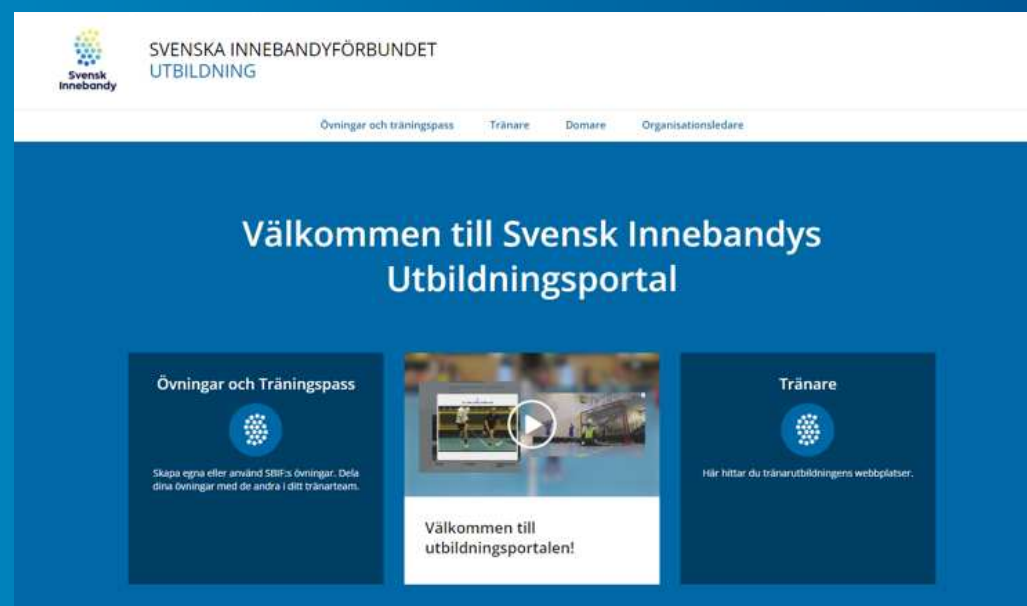 Svensk
Innebandy
SVENSKA INNEBANDYFÖRBUNDET
UTBILDNING
Övningar och träningspass Tränare Domare Organisationsledare
Välkommen till Svensk Innebandys
Utbildningsportal
Övningar och Träningspass
Skapa egna eller använd SBIF:s övningar. Dela
dina övningar med de andra i ditt tränarteam.
Välkommen till
utbildningsportalen!
Tränare
Här hittar du tränarutbildningens webbplatser.